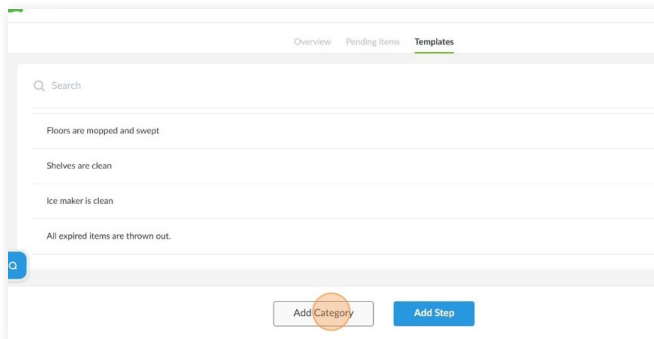 Overview Pending Items Templates
Search
Floors are mopped and swept
Shelves are clean
Ice maker is clean
All expired items are thrown out.
Add Category Add Step